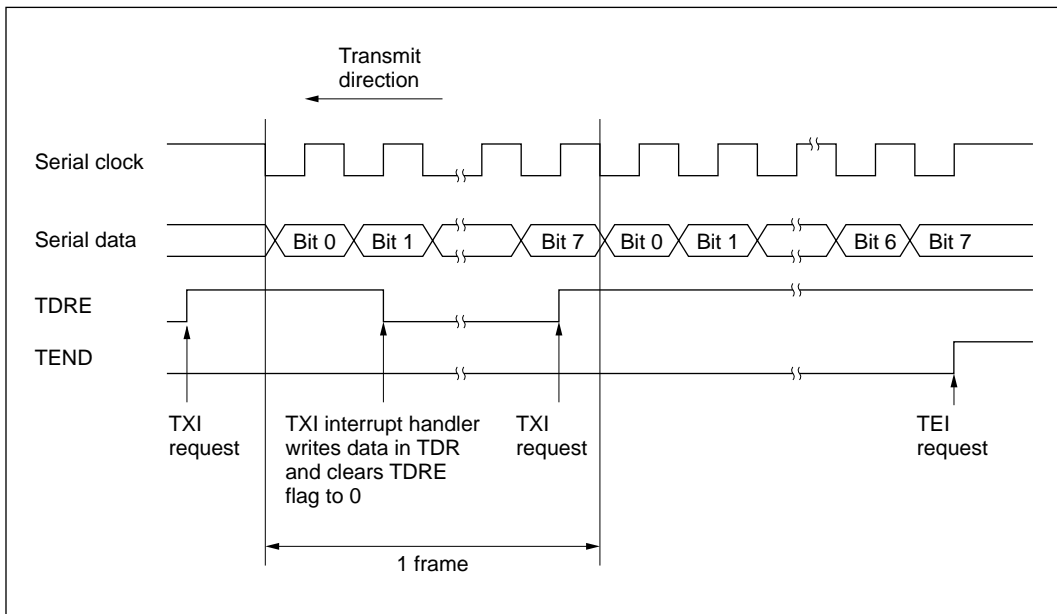 Transmit
direction
Serial clock
Serial data
Bit 0
Bit 1
Bit 7
Bit 0
Bit 1
Bit 6
Bit 7
TDRE
TEND
TXI
request
TXI interrupt handler
writes data in TDR
and clears TDRE
flag to 0
TXI
request
TEI
request
1 frame